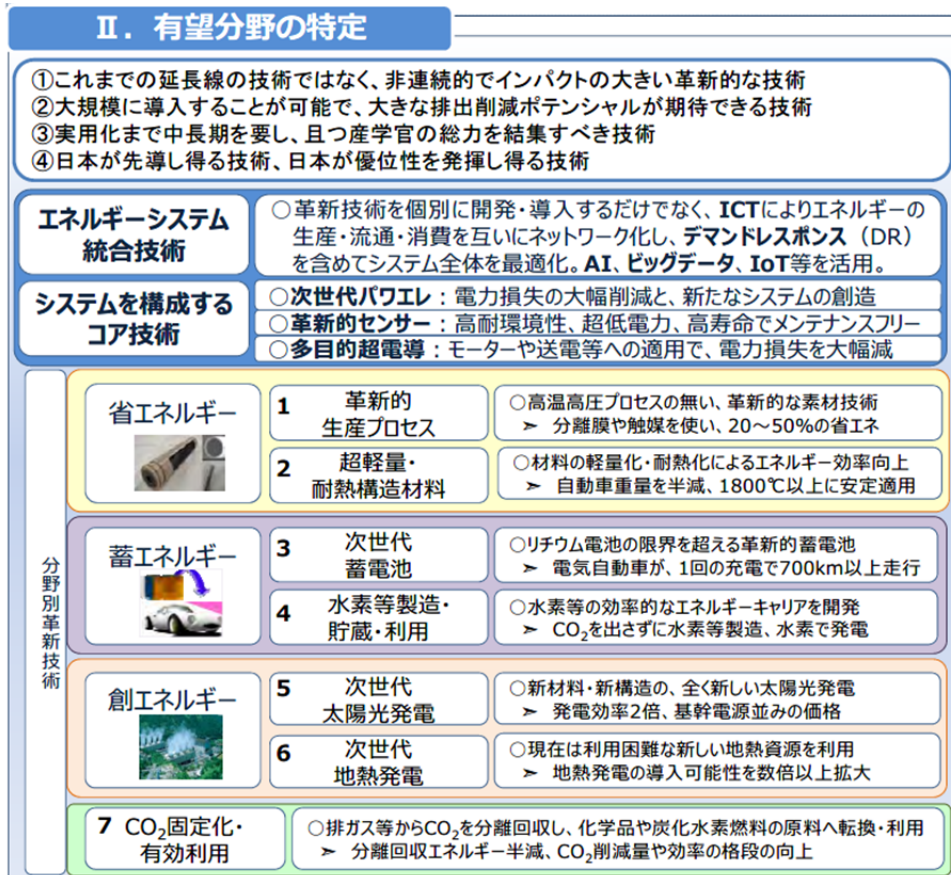 Ⅱ．有望分野の特定
①これまでの延長線の技術ではなく、非連続的でインパクトの大きい革新的な技術
②大規模に導入することが可能で、大きな排出削減ポテンシャルが期待できる技術
③実用化まで中長期を要し、且つ産学官の総力を結集すべき技術
④日本が先導し得る技術、日本が優位性を発揮し得る技術
エネルギーシステム
統合技術
○革新技術を個別に開発・導入するだけでなく、ICTによりエネルギーの
生産・流通・消費を互いにネットワーク化し、デマンドレスポンス（DR）
を含めてシステム全体を最適化。AI、ビッグデータ、IoT等を活用。
システムを構成する
コア技術
○次世代パワエレ：電力損失の大幅削減と、新たなシステムの創造
○革新的センサー：高耐環境性、超低電力、高寿命でメンテナンスフリー
○多目的超電導：モーターや送電等への適用で、電力損失を大幅減
分野別革新技術
省エネルギー
1 革新的
生産プロセス
○高温高圧プロセスの無い、革新的な素材技術
➢ 分離膜や触媒を使い、20～50%の省エネ
2 超軽量・
耐熱構造材料
○材料の軽量化・耐熱化によるエネルギー効率向上
➢ 自動車重量を半減、1800℃以上に安定適用
蓄エネルギー
3 次世代
蓄電池
○リチウム電池の限界を超える革新的蓄電池
➢ 電気自動車が、1回の充電で700km以上走行
4 水素等製造・
貯蔵・利用
○水素等の効率的なエネルギーキャリアを開発
➢ CO₂を出さずに水素等製造、水素で発電
創エネルギー
5 次世代
太陽光発電
○新材料・新構造の、全く新しい太陽光発電
➢ 発電効率2倍、基幹電源並みの価格
6 次世代
地熱発電
○現在は利用困難な新しい地熱資源を利用
➢ 地熱発電の導入可能性を数倍以上拡大
7 CO₂固定化・
有効利用
○排ガス等からCO₂を分離回収し、化学品や炭化水素燃料の原料へ転換・利用
➢ 分離回収エネルギー半減、CO₂削減量や効率の格段の向上